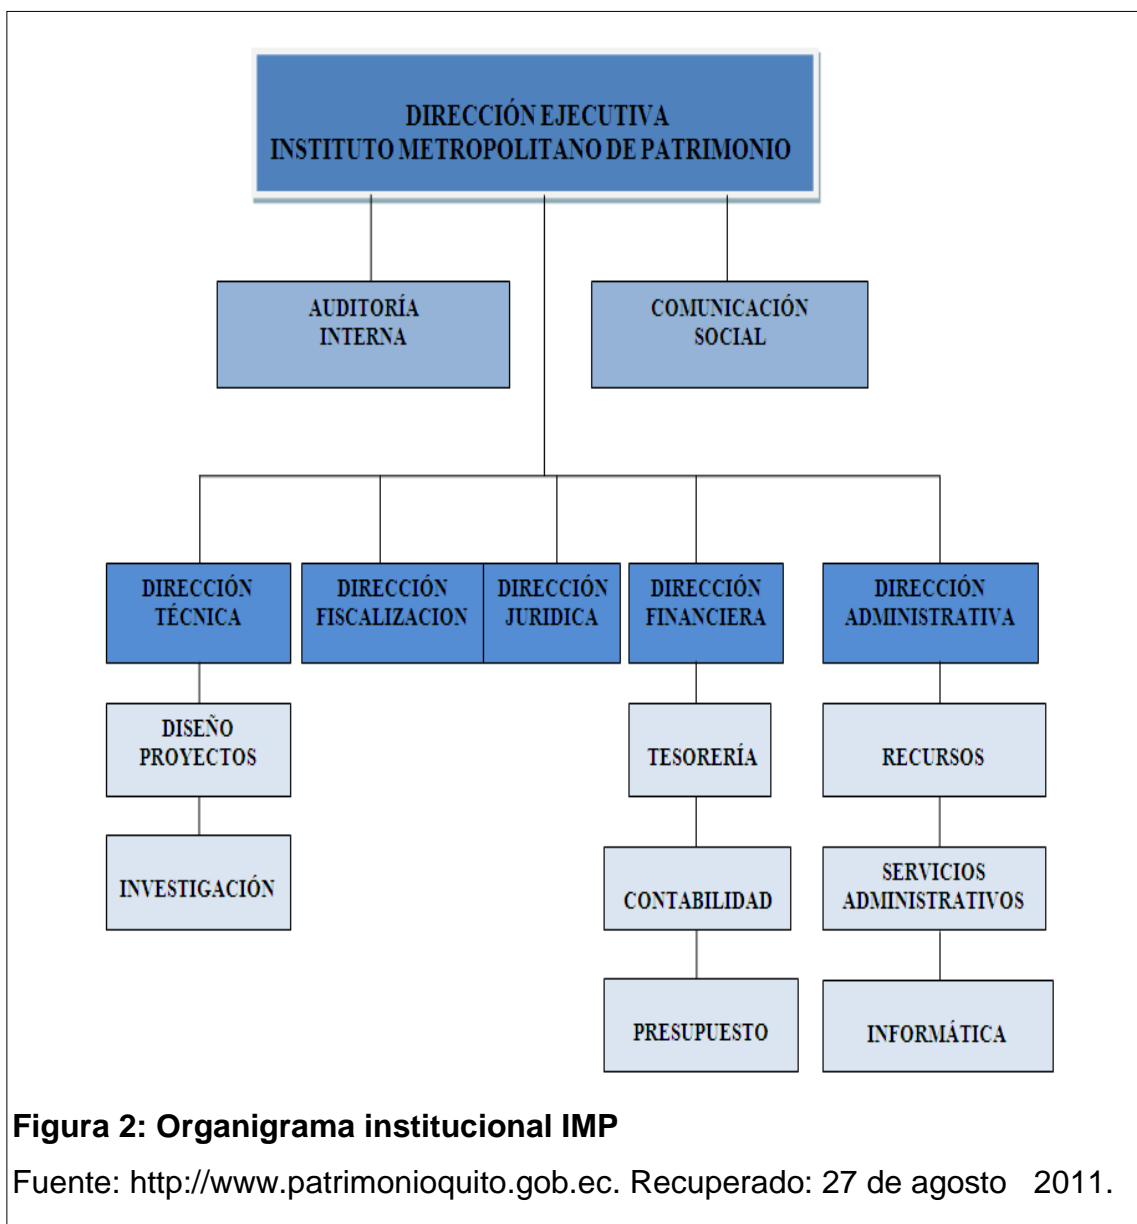 DIRECCIÓN EJECUTIVA
INSTITUTO METROPOLITANO DE PATRIMONIO
AUDITORÍA
INTERNA
COMUNICACIÓN
SOCIAL
DIRECCIÓN
TÉCNICA
DIRECCIÓN
FISCALIZACION
DIRECCIÓN
JURIDICA
DIRECCIÓN
FINANCIERA
DIRECCIÓN
ADMINISTRATIVA
DISEÑO
PROYECTOS
TESORERÍA
RECURSOS
INVESTIGACIÓN
CONTABILIDAD
SERVICIOS
ADMINISTRATIVOS
PRESUPUESTO
INFORMÁTICA
Figura 2: Organigrama institucional IMP
Fuente: http://www.patrimonioquito.gob.ec. Recuperado: 27 de agosto 2011.